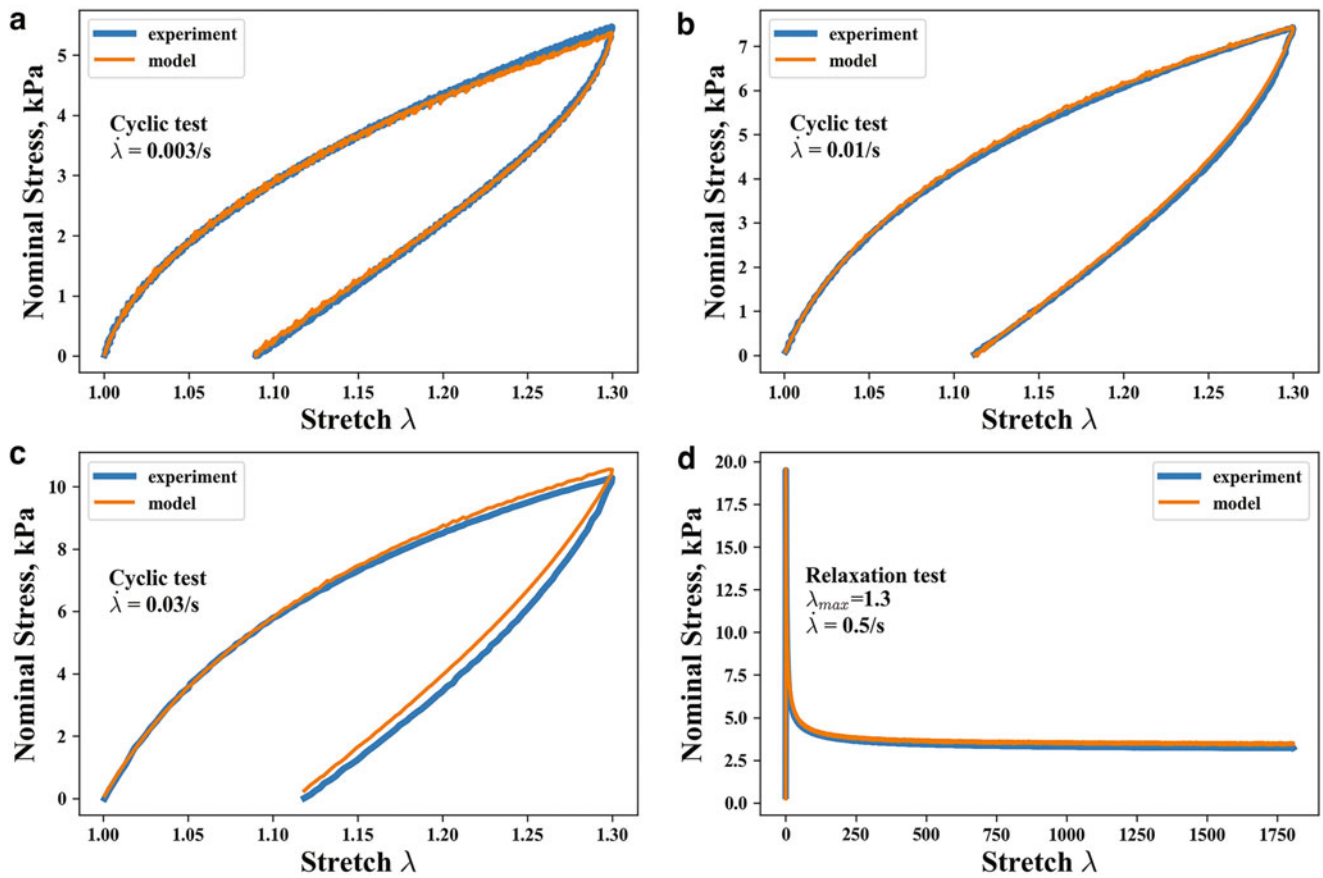 a
experiment
model
Cyclic test
λ̇ = 0.003/s
Nominal Stress, kPa
5
4
3
2
1
0
1.00 1.05 1.10 1.15 1.20 1.25 1.30
Stretch λ
b
experiment
model
Cyclic test
λ̇ = 0.01/s
Nominal Stress, kPa
7
6
5
4
3
2
1
0
1.00 1.05 1.10 1.15 1.20 1.25 1.30
Stretch λ
c
experiment
model
Cyclic test
λ̇ = 0.03/s
Nominal Stress, kPa
10
8
6
4
2
0
1.00 1.05 1.10 1.15 1.20 1.25 1.30
Stretch λ
d
experiment
model
Relaxation test
λmax=1.3
λ̇ = 0.5/s
Nominal Stress, kPa
20.0
17.5
15.0
12.5
10.0
7.5
5.0
2.5
0.0
0 250 500 750 1000 1250 1500 1750
Stretch λ